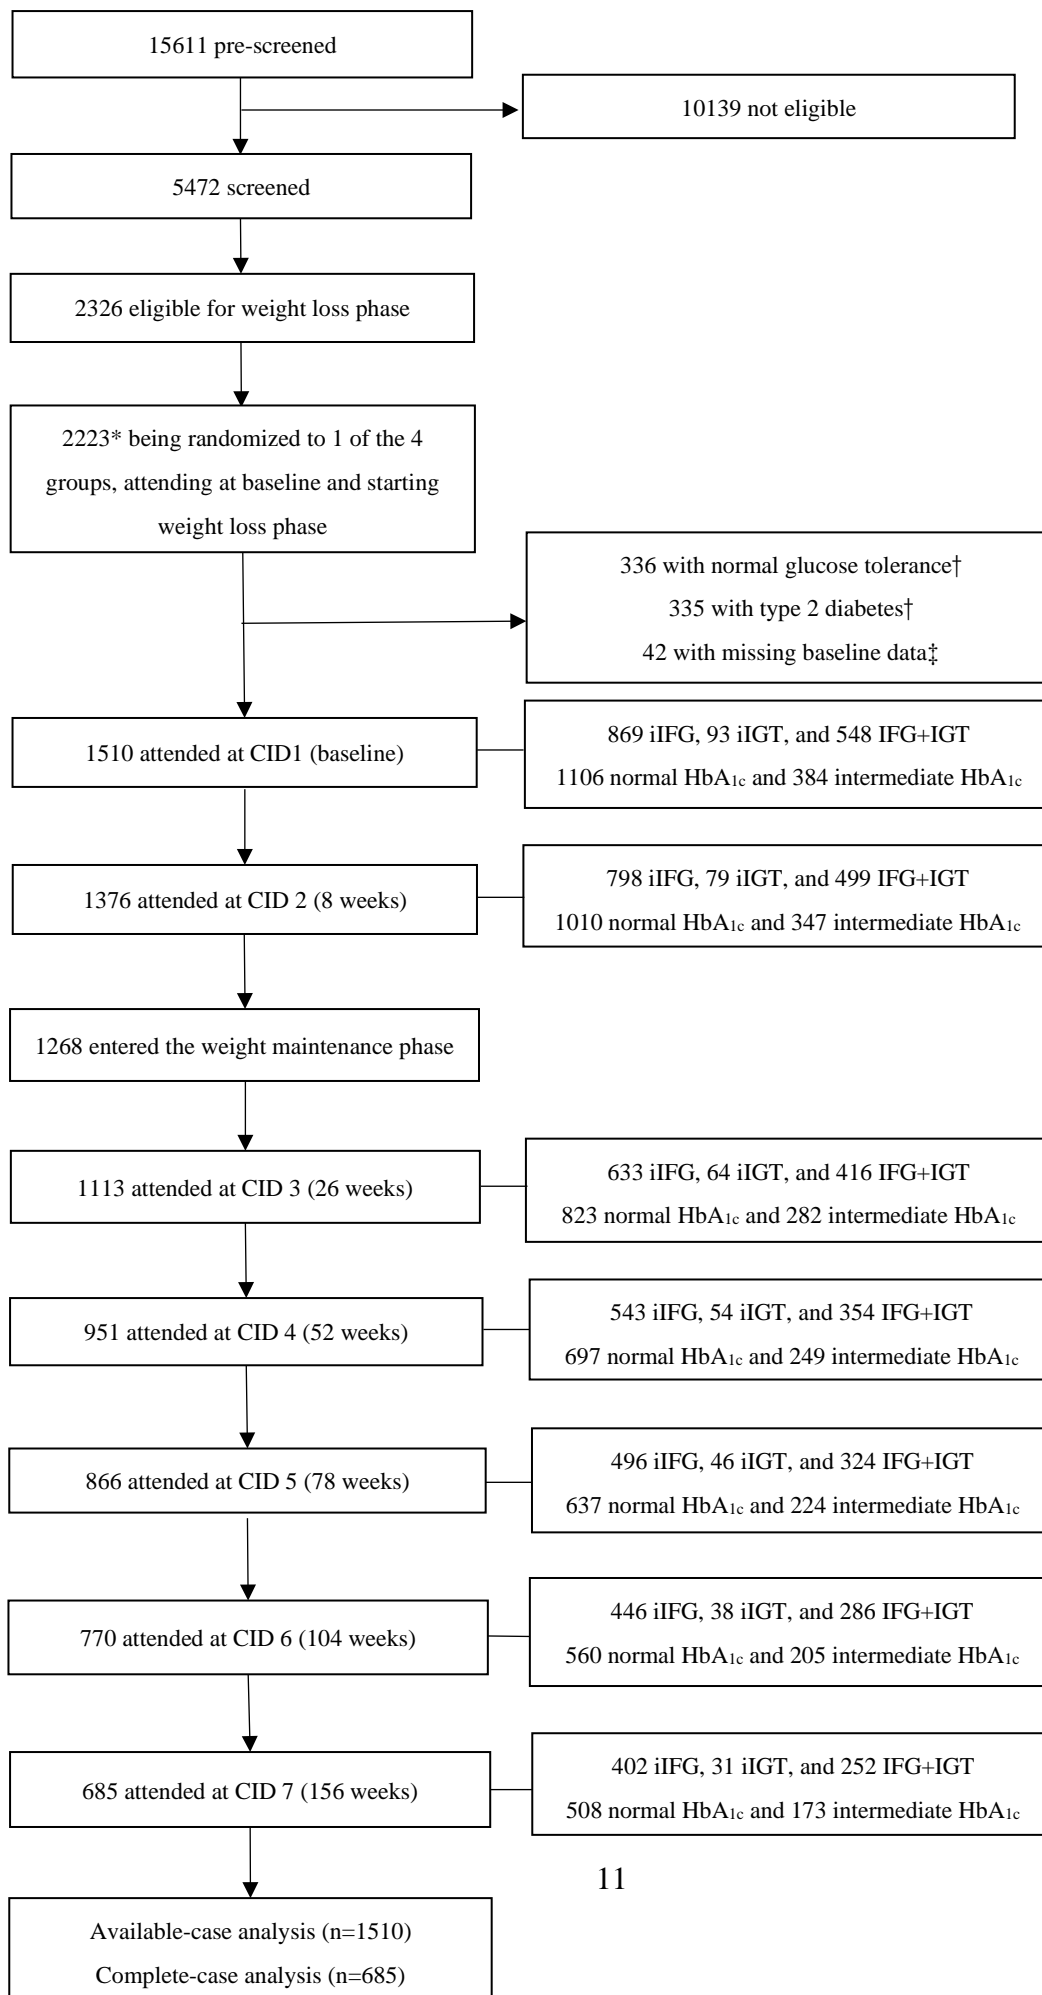 15611 pre-screened
10139 not eligible
5472 screened
2326 eligible for weight loss phase
2223* being randomized to 1 of the 4
groups, attending at baseline and starting
weight loss phase
336 with normal glucose tolerance†
335 with type 2 diabetes†
42 with missing baseline data‡
1510 attended at CID1 (baseline)
869 iIFG, 93 iIGT, and 548 IFG+IGT
1106 normal HbA1c and 384 intermediate HbA1c
1376 attended at CID 2 (8 weeks)
798 iIFG, 79 iIGT, and 499 IFG+IGT
1010 normal HbA1c and 347 intermediate HbA1c
1268 entered the weight maintenance phase
1113 attended at CID 3 (26 weeks)
633 iIFG, 64 iIGT, and 416 IFG+IGT
823 normal HbA1c and 282 intermediate HbA1c
951 attended at CID 4 (52 weeks)
543 iIFG, 54 iIGT, and 354 IFG+IGT
697 normal HbA1c and 249 intermediate HbA1c
866 attended at CID 5 (78 weeks)
496 iIFG, 46 iIGT, and 324 IFG+IGT
637 normal HbA1c and 224 intermediate HbA1c
770 attended at CID 6 (104 weeks)
446 iIFG, 38 iIGT, and 286 IFG+IGT
560 normal HbA1c and 205 intermediate HbA1c
685 attended at CID 7 (156 weeks)
402 iIFG, 31 iIGT, and 252 IFG+IGT
508 normal HbA1c and 173 intermediate HbA1c
11
Available-case analysis (n=1510)
Complete-case analysis (n=685)